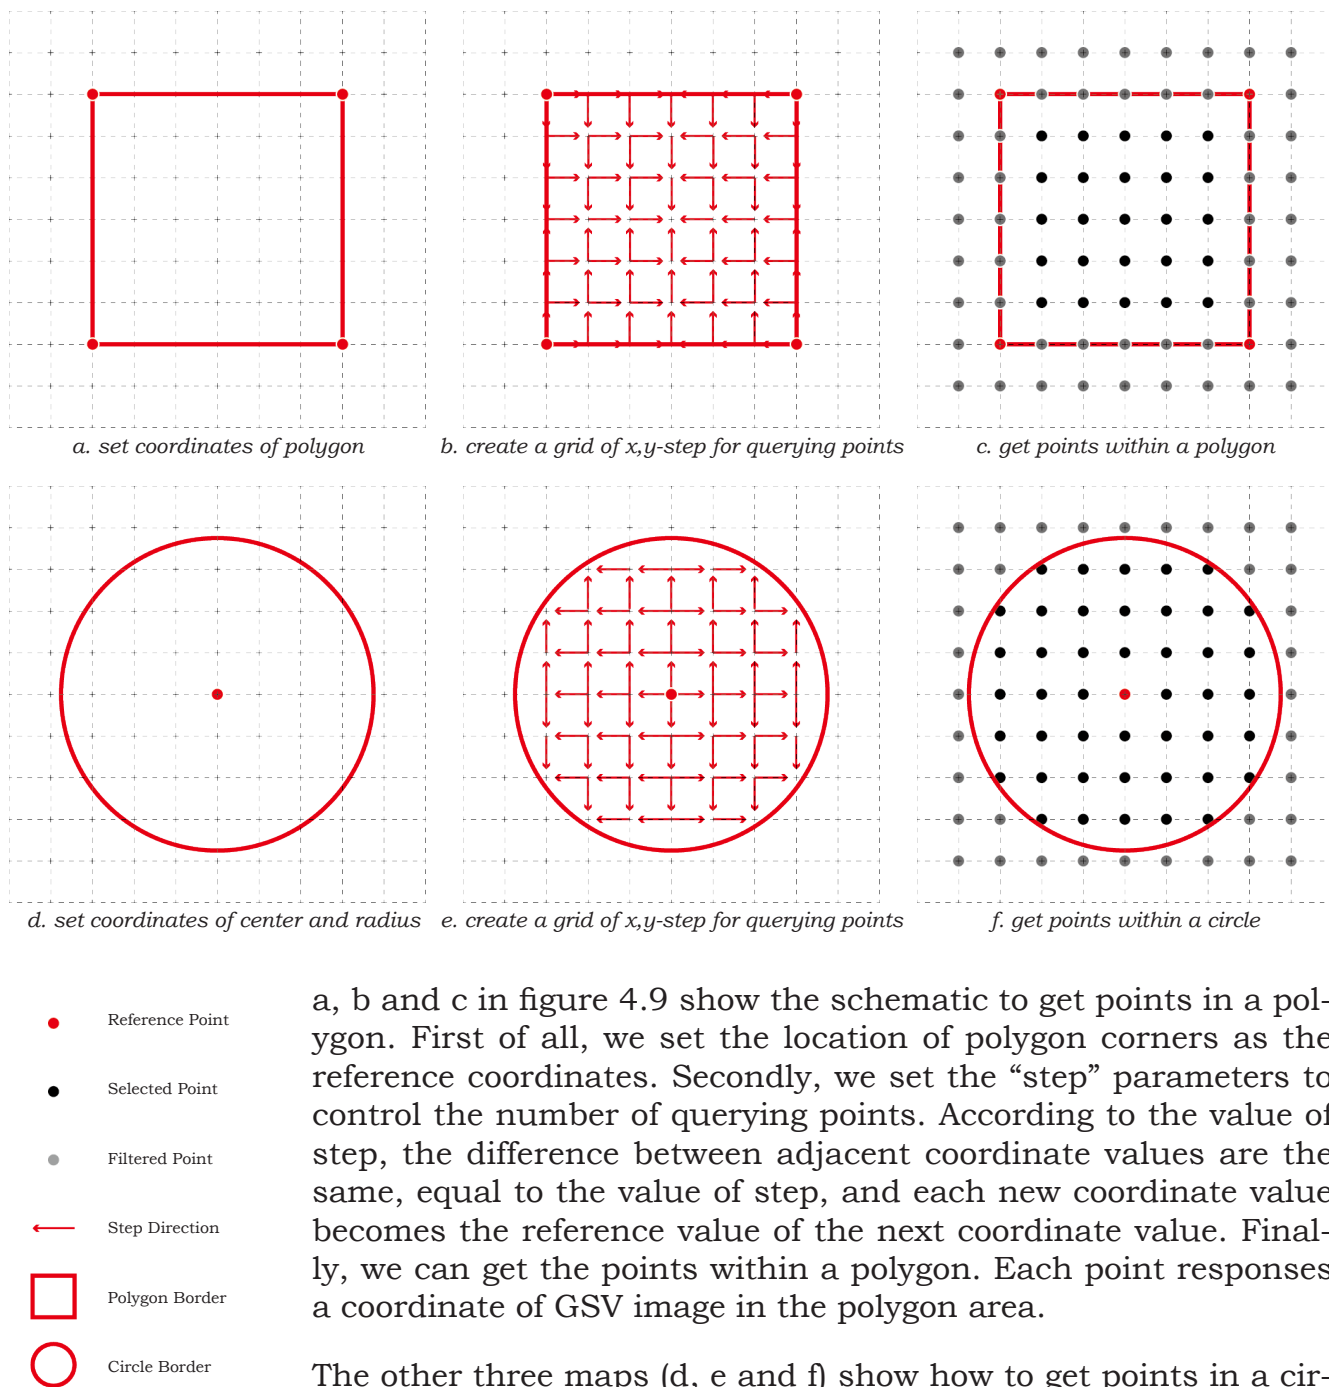 a. set coordinates of polygon
b. create a grid of x,y-step for querying points
c. get points within a polygon
d. set coordinates of center and radius
e. create a grid of x,y-step for querying points
f. get points within a circle
Reference Point
Selected Point
Filtered Point
Step Direction
Polygon Border
Circle Border
a, b and c in figure 4.9 show the schematic to get points in a pol-
ygon. First of all, we set the location of polygon corners as the
reference coordinates. Secondly, we set the “step” parameters to
control the number of querying points. According to the value of
step, the difference between adjacent coordinate values are the
same, equal to the value of step, and each new coordinate value
becomes the reference value of the next coordinate value. Final-
ly, we can get the points within a polygon. Each point responses
a coordinate of GSV image in the polygon area.
The other three maps (d, e and f) show how to get points in a cir-